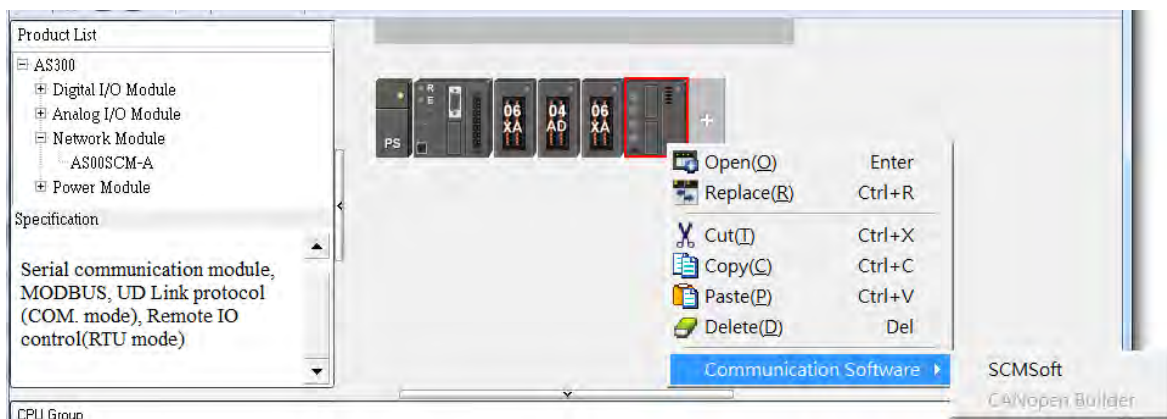 Product List
AS300
Digital I/O Module
Analog I/O Module
Network Module
AS00SCM-A
Power Module
Specification
Serial communication module,
MODBUS, UD Link protocol
(COM. mode), Remote IO
control(RTU mode)
CPU Group
R
E
PS
06
XA
04
AD
06
XA
+
Open(O) Enter
Replace(R) Ctrl+R
Cut(T) Ctrl+X
Copy(C) Ctrl+C
Paste(P) Ctrl+V
Delete(D) Del
Communication Software
SCMSoft
CANopen Builder